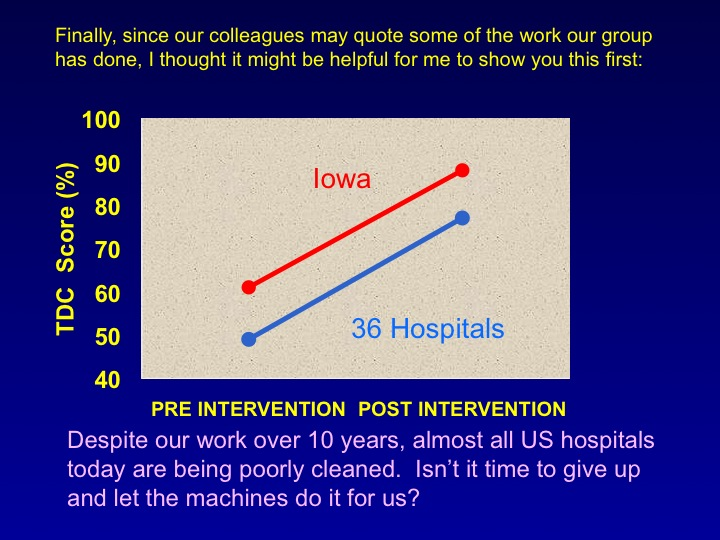 Finally, since our colleagues may quote some of the work our group
has done, I thought it might be helpful for me to show you this first:
100
90
80
70
60
50
40
TDC Score (%)
Iowa
36 Hospitals
PRE INTERVENTION POST INTERVENTION
Despite our work over 10 years, almost all US hospitals
today are being poorly cleaned. Isn’t it time to give up
and let the machines do it for us?